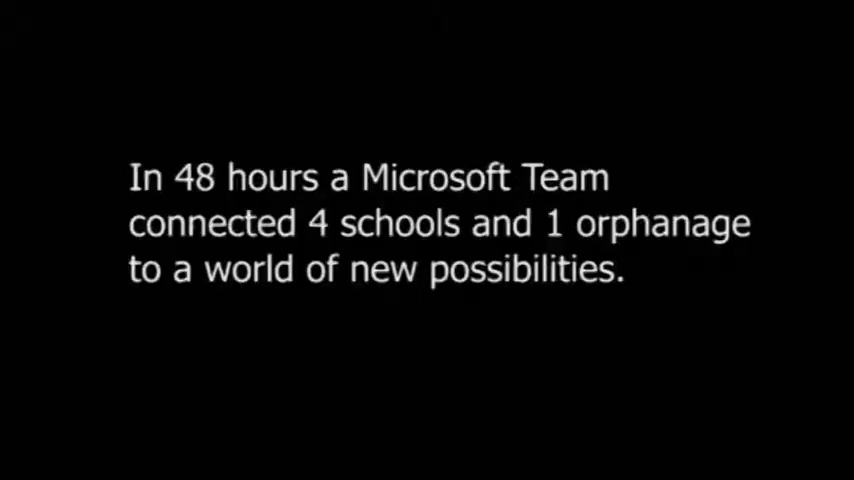 In 48 hours a Microsoft Team
connected 4 schools and 1 orphanage
to a world of new possibilities.